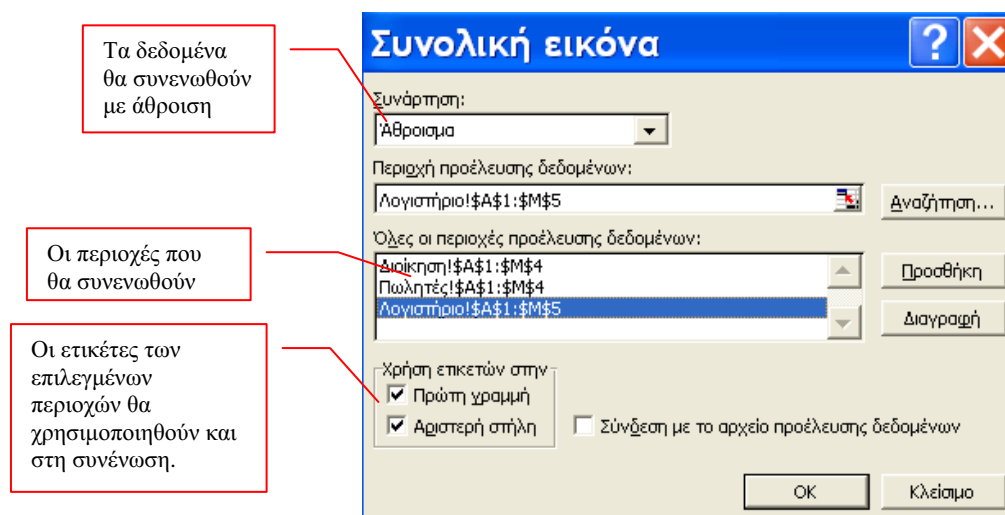 Τα δεδομένα
θα συνενωθούν
με άθροιση
Οι περιοχές που
θα συνενωθούν
Οι ετικέτες των
επιλεγμένων
περιοχών θα
χρησιμοποιηθούν και
στη συνένωση.
Συνολική εικόνα
Συνάρτηση:
Άθροισμα
Περιοχή προέλευσης δεδομένων:
Λογιστήριο!$A$1:$M$5
Αναζήτηση...
Όλες οι περιοχές προέλευσης δεδομένων:
Διοίκηση!$A$1:$M$4
Πωλητές!$A$1:$M$4
Λογιστήριο!$A$1:$M$5
Προσθήκη
Διαγραφή
Χρήση ετικετών στην
Πρώτη γραμμή
Αριστερή στήλη
Σύνδεση με το αρχείο προέλευσης δεδομένων
OK
Κλείσιμο